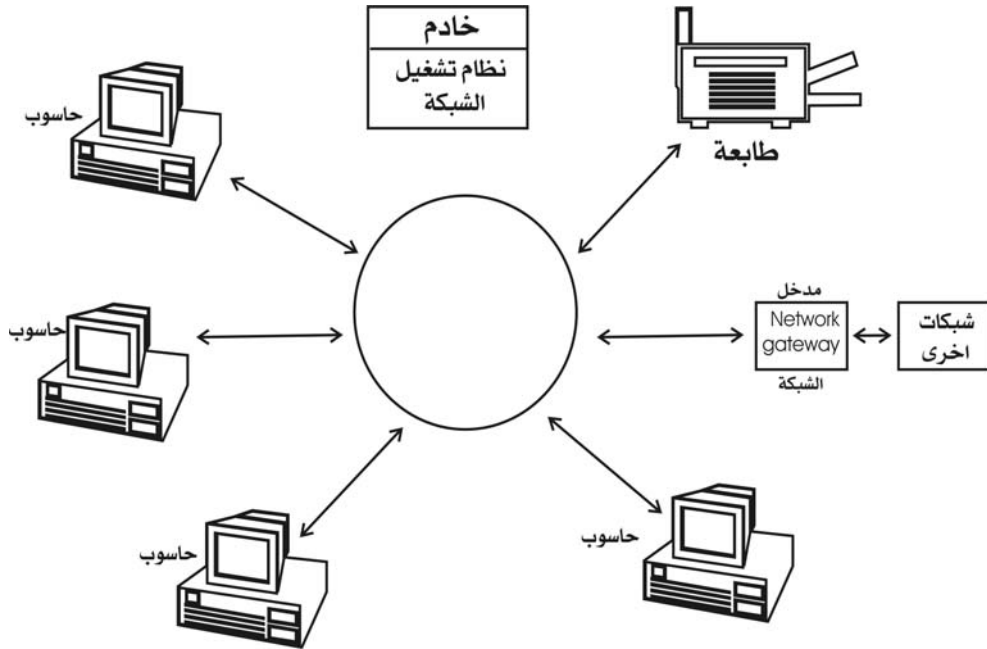 خادم
نظام تشغيل
الشبكة
طابعة
حاسوب
حاسوب
مدخل
Network
gateway
الشبكة
شبكات
اخرى
حاسوب
حاسوب